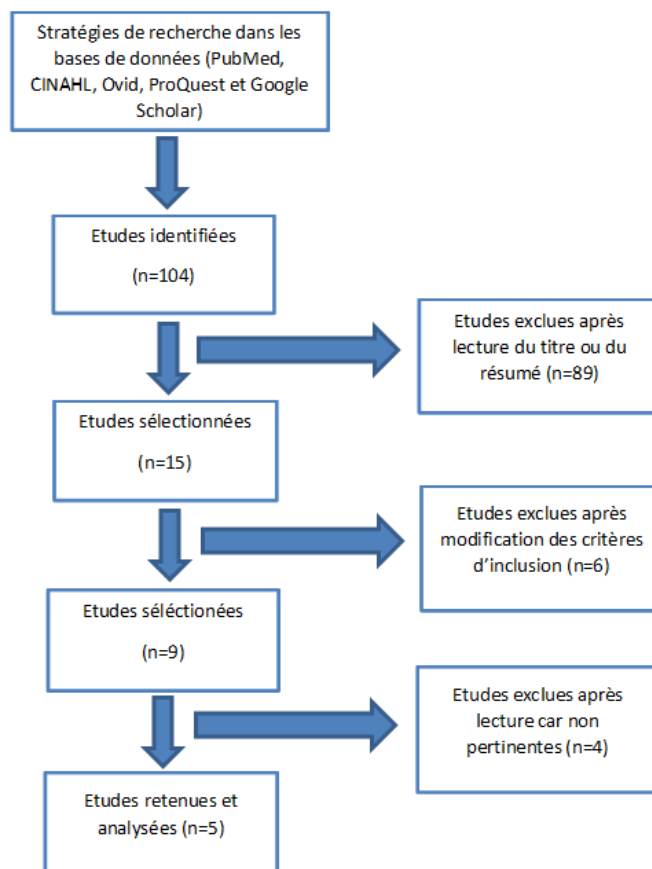 Stratégies de recherche dans les
bases de données (PubMed,
CINAHL, Ovid, ProQuest et Google
Scholar)
Etudes identifiées
(n=104)
Etudes exclues après
lecture du titre ou du
résumé (n=89)
Etudes sélectionnées
(n=15)
Etudes exclues après
modification des critères
d'inclusion (n=6)
Etudes séléctionées
(n=9)
Etudes exclues après
lecture car non
pertinentes (n=4)
Etudes retenues et
analysées (n=5)